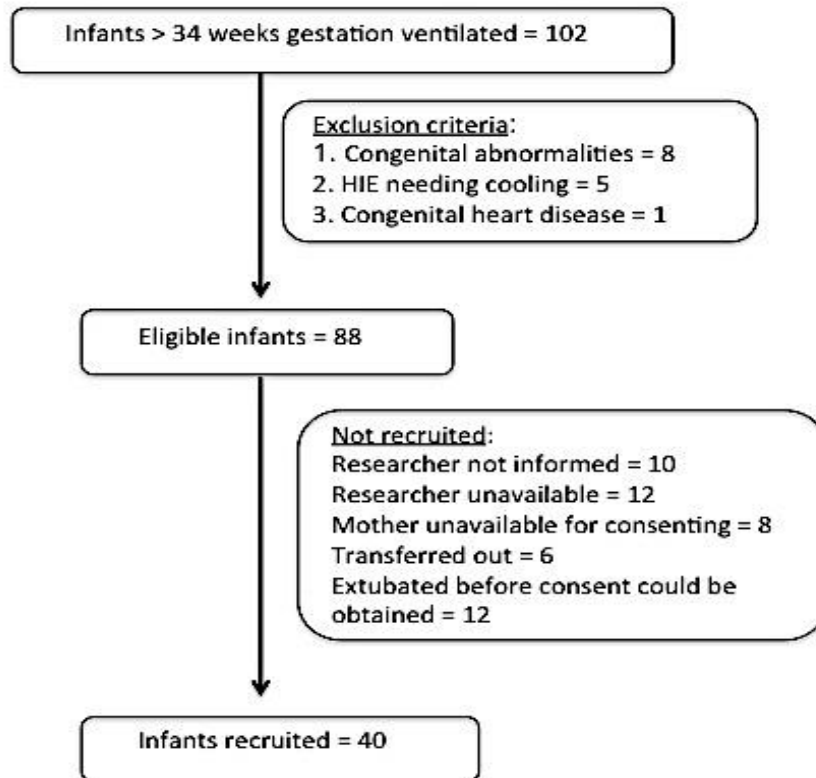 Infants > 34 weeks gestation ventilated = 102
Exclusion criteria:
1. Congenital abnormalities = 8
2. HIE needing cooling = 5
3. Congenital heart disease = 1
Eligible infants = 88
Not recruited:
Researcher not informed = 10
Researcher unavailable = 12
Mother unavailable for consenting = 8
Transferred out = 6
Extubated before consent could be
obtained = 12
Infants recruited = 40